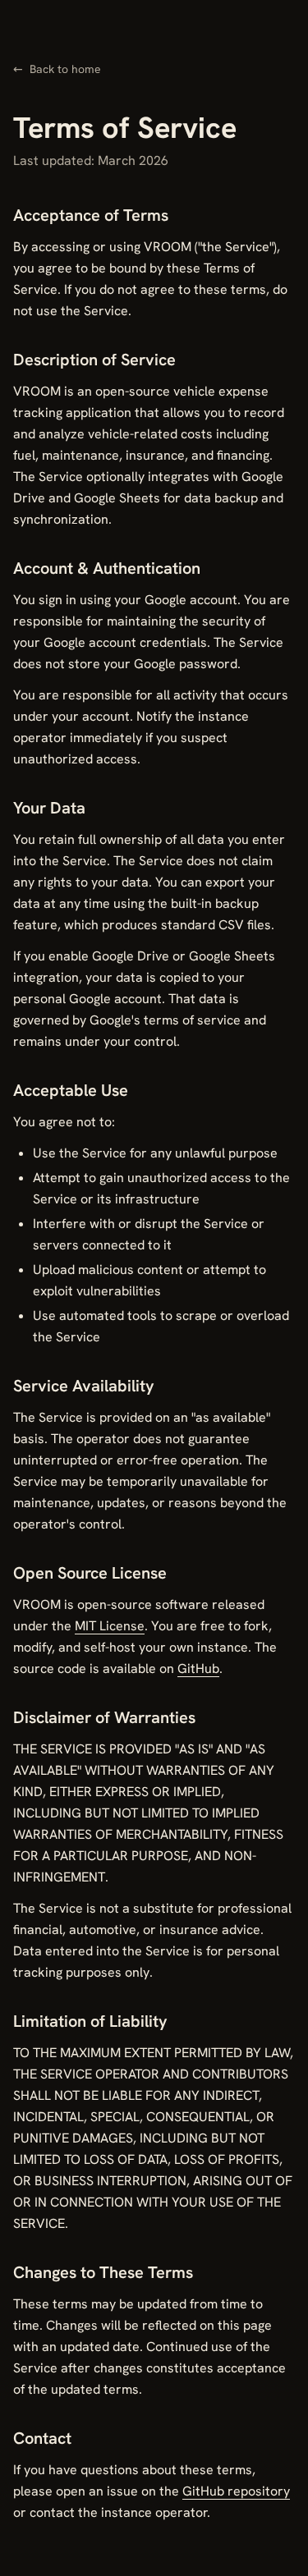 ← Back to home
Terms of Service
Last updated: March 2026
Acceptance of Terms
By accessing or using VROOM ("the Service"),
you agree to be bound by these Terms of
Service. If you do not agree to these terms, do
not use the Service.
Description of Service
VROOM is an open-source vehicle expense
tracking application that allows you to record
and analyze vehicle-related costs including
fuel, maintenance, insurance, and financing.
The Service optionally integrates with Google
Drive and Google Sheets for data backup and
synchronization.
Account & Authentication
You sign in using your Google account. You are
responsible for maintaining the security of
your Google account credentials. The Service
does not store your Google password.
You are responsible for all activity that occurs
under your account. Notify the instance
operator immediately if you suspect
unauthorized access.
Your Data
You retain full ownership of all data you enter
into the Service. The Service does not claim
any rights to your data. You can export your
data at any time using the built-in backup
feature, which produces standard CSV files.
If you enable Google Drive or Google Sheets
integration, your data is copied to your
personal Google account. That data is
governed by Google's terms of service and
remains under your control.
Acceptable Use
You agree not to:
• Use the Service for any unlawful purpose
• Attempt to gain unauthorized access to the
Service or its infrastructure
• Interfere with or disrupt the Service or
servers connected to it
• Upload malicious content or attempt to
exploit vulnerabilities
• Use automated tools to scrape or overload
the Service
Service Availability
The Service is provided on an "as available"
basis. The operator does not guarantee
uninterrupted or error-free operation. The
Service may be temporarily unavailable for
maintenance, updates, or reasons beyond the
operator's control.
Open Source License
VROOM is open-source software released
under the MIT License. You are free to fork,
modify, and self-host your own instance. The
source code is available on GitHub.
Disclaimer of Warranties
THE SERVICE IS PROVIDED "AS IS" AND "AS
AVAILABLE" WITHOUT WARRANTIES OF ANY
KIND, EITHER EXPRESS OR IMPLIED,
INCLUDING BUT NOT LIMITED TO IMPLIED
WARRANTIES OF MERCHANTABILITY, FITNESS
FOR A PARTICULAR PURPOSE, AND NON-
INFRINGEMENT.
The Service is not a substitute for professional
financial, automotive, or insurance advice.
Data entered into the Service is for personal
tracking purposes only.
Limitation of Liability
TO THE MAXIMUM EXTENT PERMITTED BY LAW,
THE SERVICE OPERATOR AND CONTRIBUTORS
SHALL NOT BE LIABLE FOR ANY INDIRECT,
INCIDENTAL, SPECIAL, CONSEQUENTIAL, OR
PUNITIVE DAMAGES, INCLUDING BUT NOT
LIMITED TO LOSS OF DATA, LOSS OF PROFITS,
OR BUSINESS INTERRUPTION, ARISING OUT OF
OR IN CONNECTION WITH YOUR USE OF THE
SERVICE.
Changes to These Terms
These terms may be updated from time to
time. Changes will be reflected on this page
with an updated date. Continued use of the
Service after changes constitutes acceptance
of the updated terms.
Contact
If you have questions about these terms,
please open an issue on the GitHub repository
or contact the instance operator.